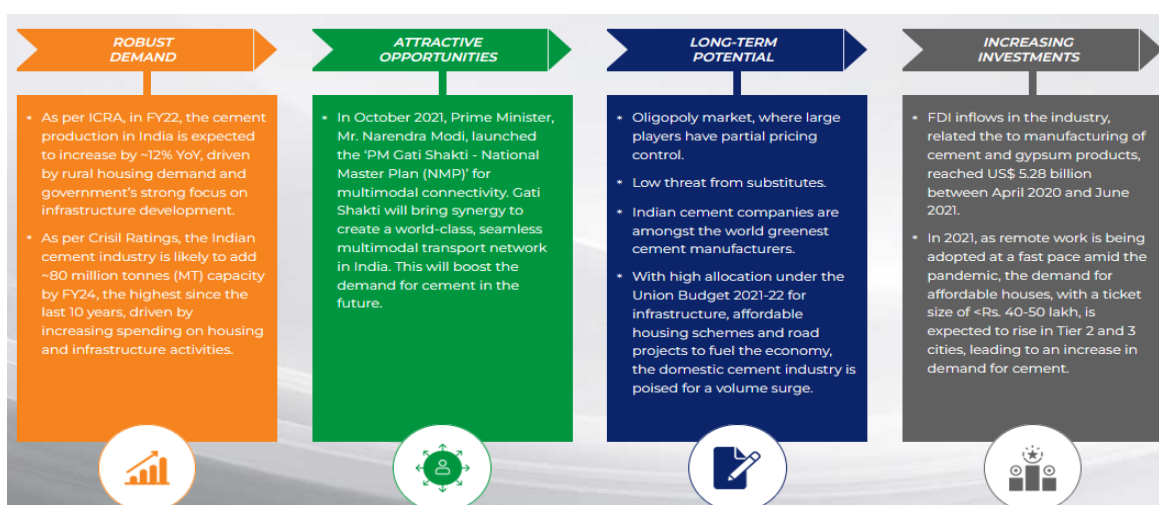 ROBUST
DEMAND
* As per ICRA, in FY22, the cement
production in India is expected
to increase by ~12% YoY, driven
by rural housing demand and
government's strong focus on
infrastructure development.
* As per Crisil Ratings, the Indian
cement industry is likely to add
~80 million tonnes (MT) capacity
by FY24, the highest since the
last 10 years, driven by
increasing spending on housing
and infrastructure activities.
ATTRACTIVE
OPPORTUNITIES
* In October 2021, Prime Minister,
Mr. Narendra Modi, launched
the 'PM Gati Shakti - National
Master Plan (NMP)' for
multimodal connectivity. Gati
Shakti will bring synergy to
create a world-class, seamless
multimodal transport network
in India. This will boost the
demand for cement in the
future.
LONG-TERM
POTENTIAL
* Oligopoly market, where large
players have partial pricing
control.
* Low threat from substitutes.
* Indian cement companies are
amongst the world greenest
cement manufacturers.
* With high allocation under the
Union Budget 2021-22 for
infrastructure, affordable
housing schemes and road
projects to fuel the economy,
the domestic cement industry is
poised for a volume surge.
INCREASING
INVESTMENTS
* FDI inflows in the industry,
related the to manufacturing of
cement and gypsum products,
reached US$ 5.28 billion
between April 2020 and June
2021.
* In 2021, as remote work is being
adopted at a fast pace amid the
pandemic, the demand for
affordable houses, with a ticket
size of <Rs. 40-50 lakh, is
expected to rise in Tier 2 and 3
cities, leading to an increase in
demand for cement.